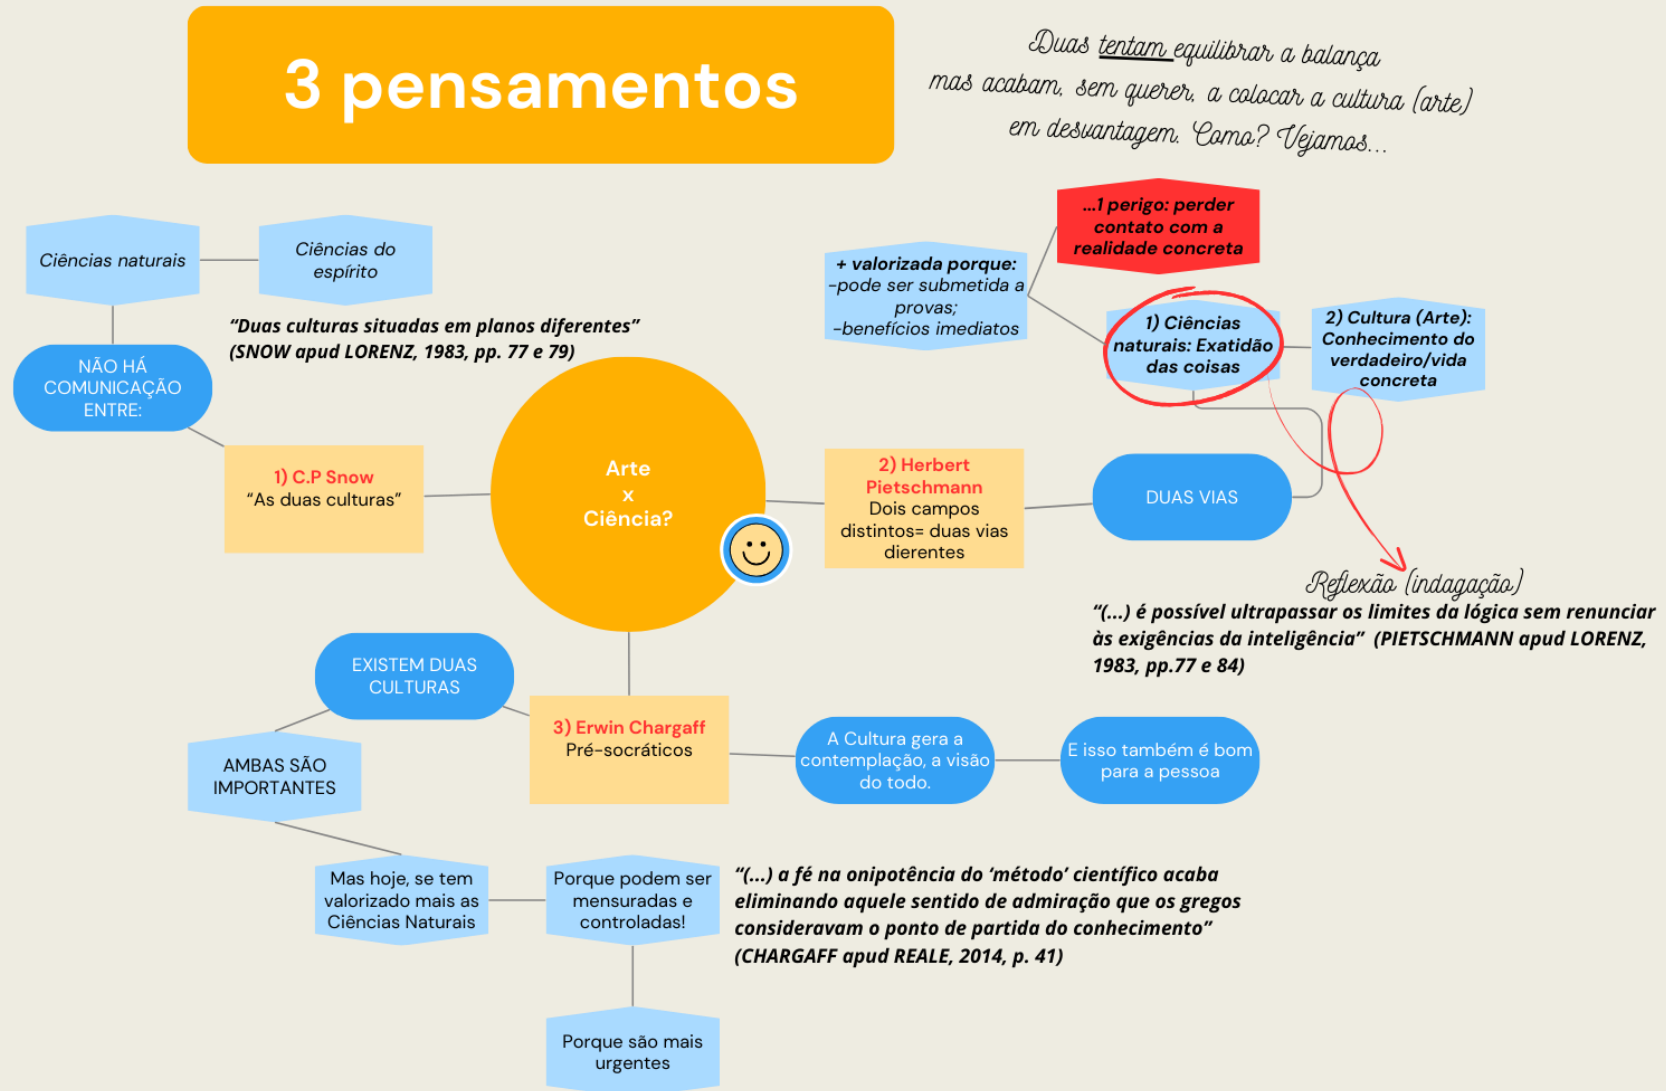 3 pensamentos
Duas tentam equilibrar a balança
mas acabam, sem querer, a colocar a cultura (arte)
em desvantagem. Como? Vejamos...
Ciências naturais
Ciências do
espírito
“Duas culturas situadas em planos diferentes”
(SNOW apud LORENZ, 1983, pp. 77 e 79)
NÃO HÁ
COMUNICAÇÃO
ENTRE:
1) C.P Snow
“As duas culturas”
Arte
x
Ciência?
...1 perigo: perder
contato com a
realidade concreta
+ valorizada porque:
-pode ser submetida a
provas;
-benefícios imediatos
1) Ciências
naturais: Exatidão
das coisas
2) Cultura (Arte):
Conhecimento do
verdadeiro/vida
concreta
2) Herbert
Pietschmann
Dois campos
distintos= duas vias
dierentes
DUAS VIAS
Reflexão (indagação)
“(...) é possível ultrapassar os limites da lógica sem renunciar
às exigências da inteligência” (PIETSCHMANN apud LORENZ,
1983, pp.77 e 84)
EXISTEM DUAS
CULTURAS
3) Erwin Chargaff
Pré-socráticos
A Cultura gera a
contemplação, a visão
do todo.
E isso também é bom
para a pessoa
AMBAS SÃO
IMPORTANTES
Mas hoje, se tem
valorizado mais as
Ciências Naturais
Porque podem ser
mensuradas e
controladas!
“(...) a fé na onipotência do ‘método’ científico acaba
eliminando aquele sentido de admiração que os gregos
consideravam o ponto de partida do conhecimento”
(CHARGAFF apud REALE, 2014, p. 41)
Porque são mais
urgentes